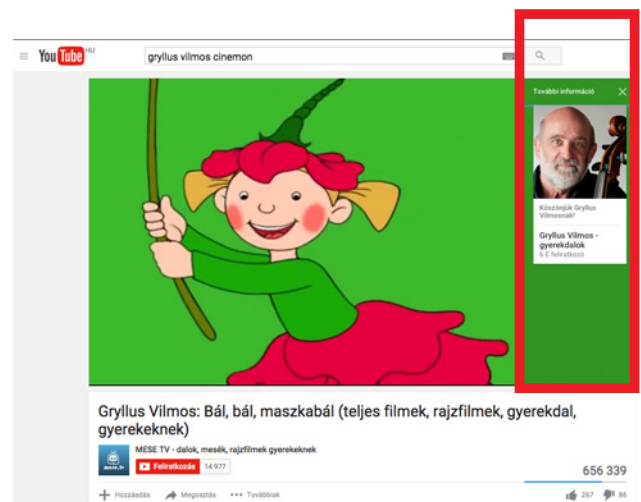 YouTube HU
gryllus vilmos cinemon
További információ
Köszönjük Gryllus
Vilmosnak!
Gryllus Vilmos -
gyerekdalok
6 E feliratkozó
Gryllus Vilmos: Bál, bál, maszkabál (teljes filmek, rajzfilmek, gyerekdal,
gyerekeknek)
MESE TV - dalok, mesék, rajzfilmek gyerekeknek
Feliratkozás 14 977
656 339
Hozzáadás Megosztás Továbbiak
267 86